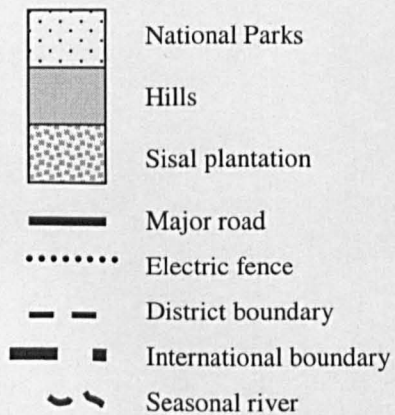 National Parks
Hills
Sisal plantation
Major road
Electric fence
District boundary
International boundary
Seasonal river